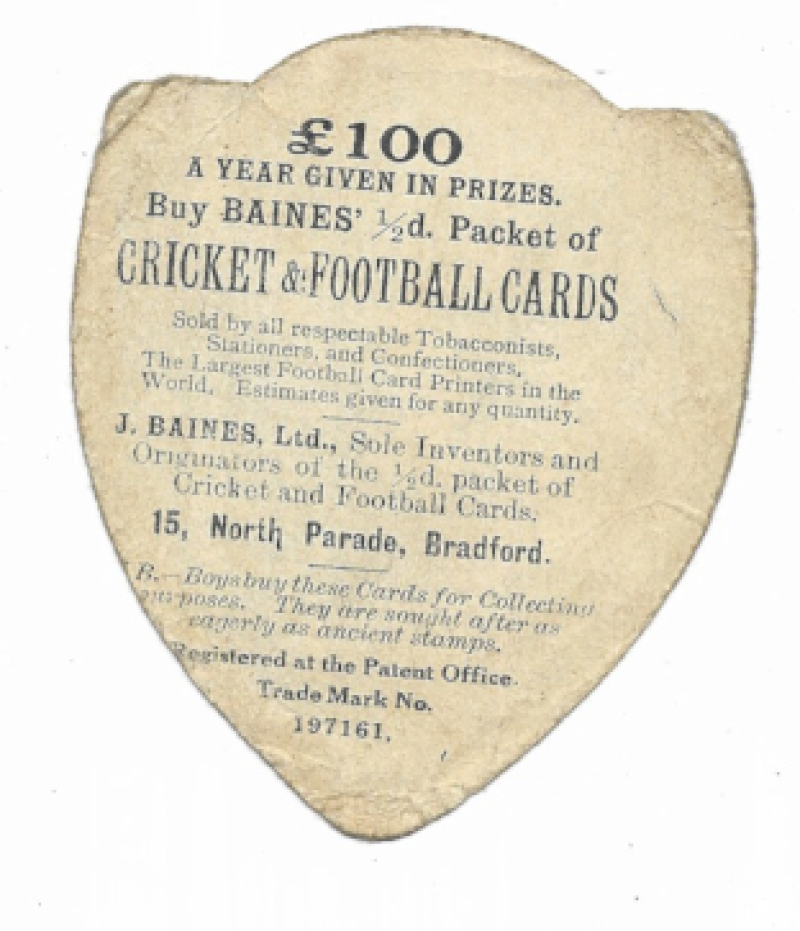 £100
A YEAR GIVEN IN PRIZES.
Buy BAINES' ½d. Packet of
CRICKET & FOOTBALL CARDS
Sold by all respectable Tobacconists,
Stationers, and Confectioners.
The Largest Football Card Printers in the
World. Estimates given for any quantity.
J. BAINES, Ltd., Sole Inventors and
Originators of the ½d. packet of
Cricket and Football Cards.
15, North Parade, Bradford.
B.—Boys buy these Cards for Collecting
purposes. They are sought after as
eagerly as ancient stamps.
Registered at the Patent Office.
Trade Mark No.
197161.